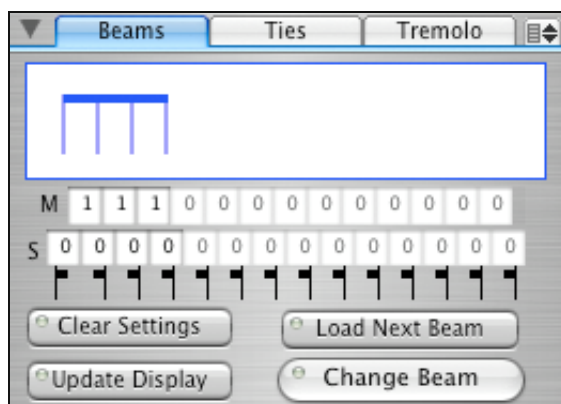 Beams Ties Tremolo
M 1 1 1 0 0 0 0 0 0 0 0 0 0
S 0 0 0 0 0 0 0 0 0 0 0 0 0 0
Clear Settings Load Next Beam
Update Display Change Beam